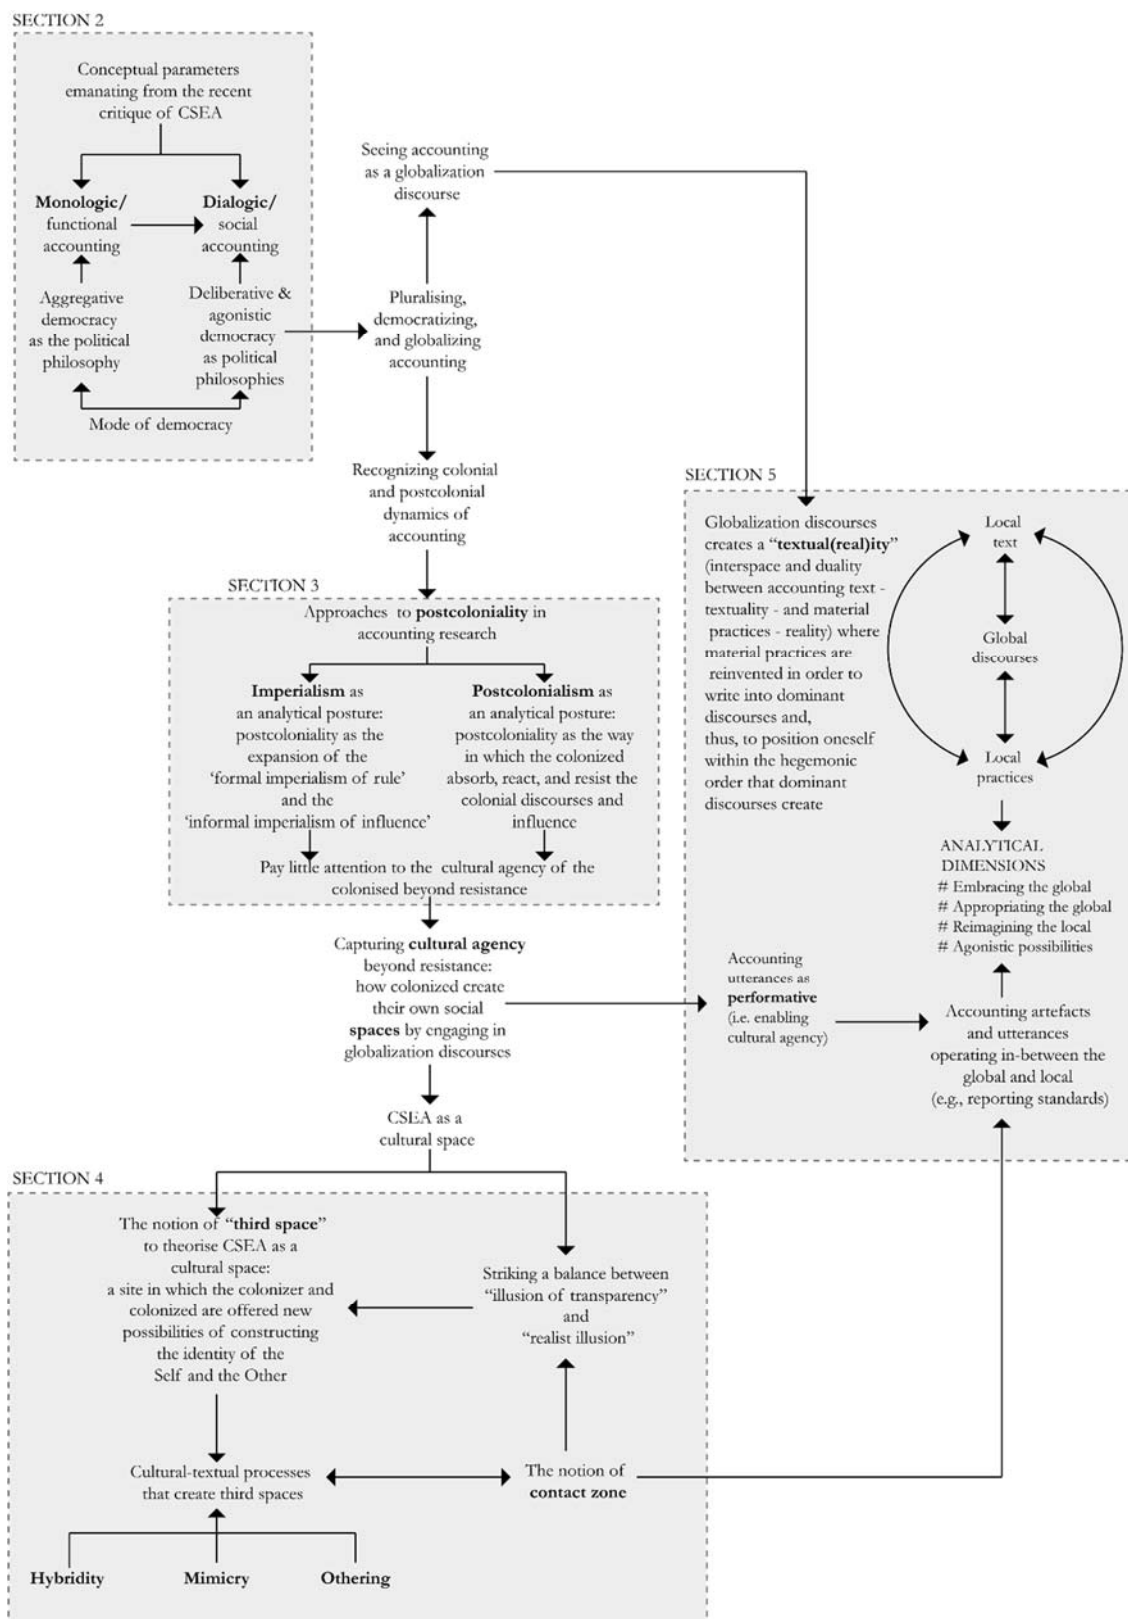 SECTION 2
Conceptual parameters
emanating from the recent
critique of CSEA
Monologic/
functional
accounting
Dialogic/
social
accounting
Aggregative
democracy
as the political
philosophy
Deliberative &
agonistic
democracy
as political
philosophies
Mode of democracy
Seeing accounting
as a globalization
discourse
Pluralising,
democratizing,
and globalizing
accounting
Recognizing colonial
and postcolonial
dynamics of
accounting
SECTION 3
Approaches to postcoloniality in
accounting research
Imperialism as
an analytical posture:
postcoloniality as the
expansion of the
‘formal imperialism of rule’
and the
‘informal imperialism of influence’
Postcolonialism as
an analytical posture:
postcoloniality as the way
in which the colonized
absorb, react, and resist the
colonial discourses and
influence
Pay little attention to the cultural agency of the
colonised beyond resistance
Capturing cultural agency
beyond resistance:
how colonized create
their own social
spaces by engaging in
globalization discourses
CSEA as a
cultural space
SECTION 4
The notion of “third space”
to theorise CSEA as a
cultural space:
a site in which the colonizer and
colonized are offered new
possibilities of constructing
the identity of the
Self and the Other
Striking a balance between
“illusion of transparency”
and
“realist illusion”
Cultural-textual processes
that create third spaces
The notion of
contact zone
Hybridity
Mimicry
Othering
SECTION 5
Globalization discourses
creates a “textual(real)ity”
(interspace and duality
between accounting text -
textuality - and material
practices - reality) where
material practices are
reinvented in order to
write into dominant
discourses and,
thus, to position oneself
within the hegemonic
order that dominant
discourses create
Local
text
Global
discourses
Local
practices
ANALYTICAL
DIMENSIONS
# Embracing the global
# Appropriating the global
# Reimagining the local
# Agonistic possibilities
Accounting
utterances as
performative
(i.e. enabling
cultural agency)
Accounting artefacts
and utterances
operating in-between the
global and local
(e.g., reporting standards)